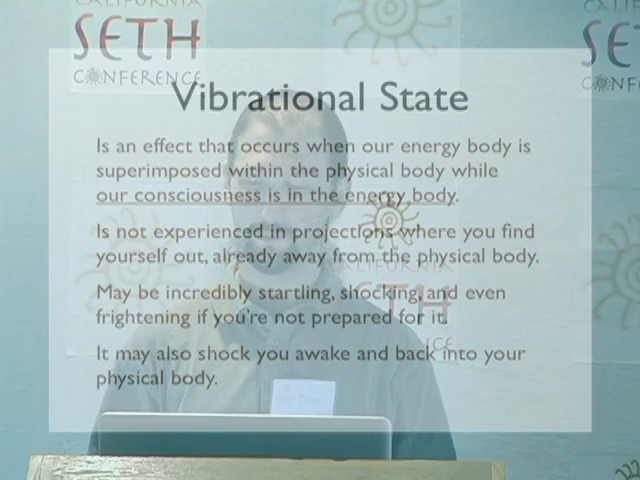 CALIFORNIA
SETH
CONFERENCE
Vibrational State
Is an effect that occurs when our energy body is
superimposed within the physical body while
our consciousness is in the energy body.
Is not experienced in projections where you find
yourself out, already away from the physical body.
May be incredibly startling, shocking, and even
frightening if you're not prepared for it.
It may also shock you awake and back into your
physical body.
CALIFORNIA
SETH